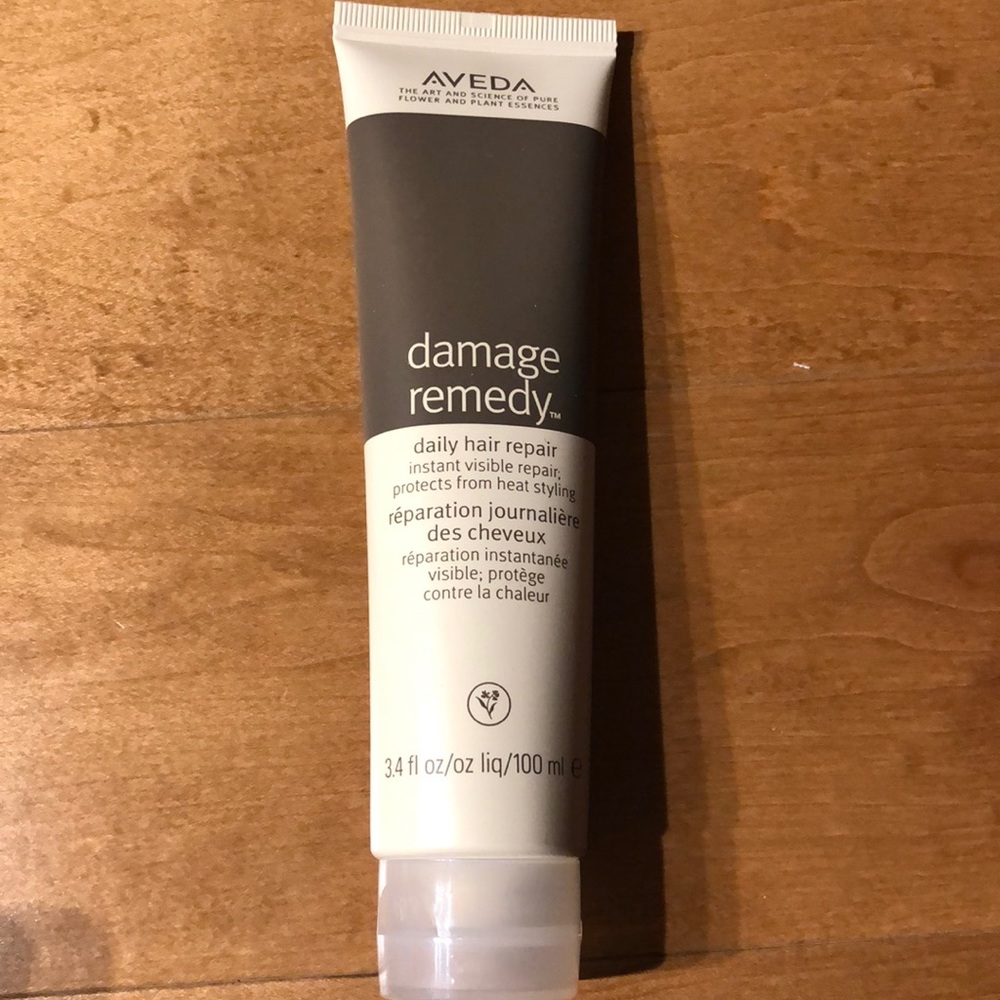 AVEDA
THE ART AND SCIENCE OF PURE
FLOWER AND PLANT ESSENCES
damage
remedy™
daily hair repair
instant visible repair;
protects from heat styling
réparation journalière
des cheveux
réparation instantanée
visible; protège
contre la chaleur
3.4 fl oz/oz liq/100 ml ℮